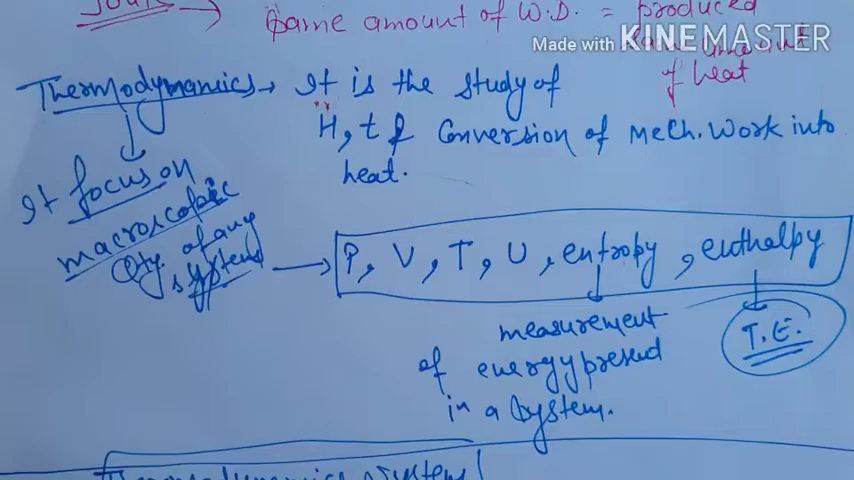 Same amount of W.D. = produced
Made with KINEMASTER
of heat
Thermodymamics → It is the study of
H, t & Conversion of Mech. Work into
heat.
It focus on
macroscopic
Qty. of any
system → P, V, T, U, entropy, enthalpy
measurement
of energy present
in a system.
T.E.